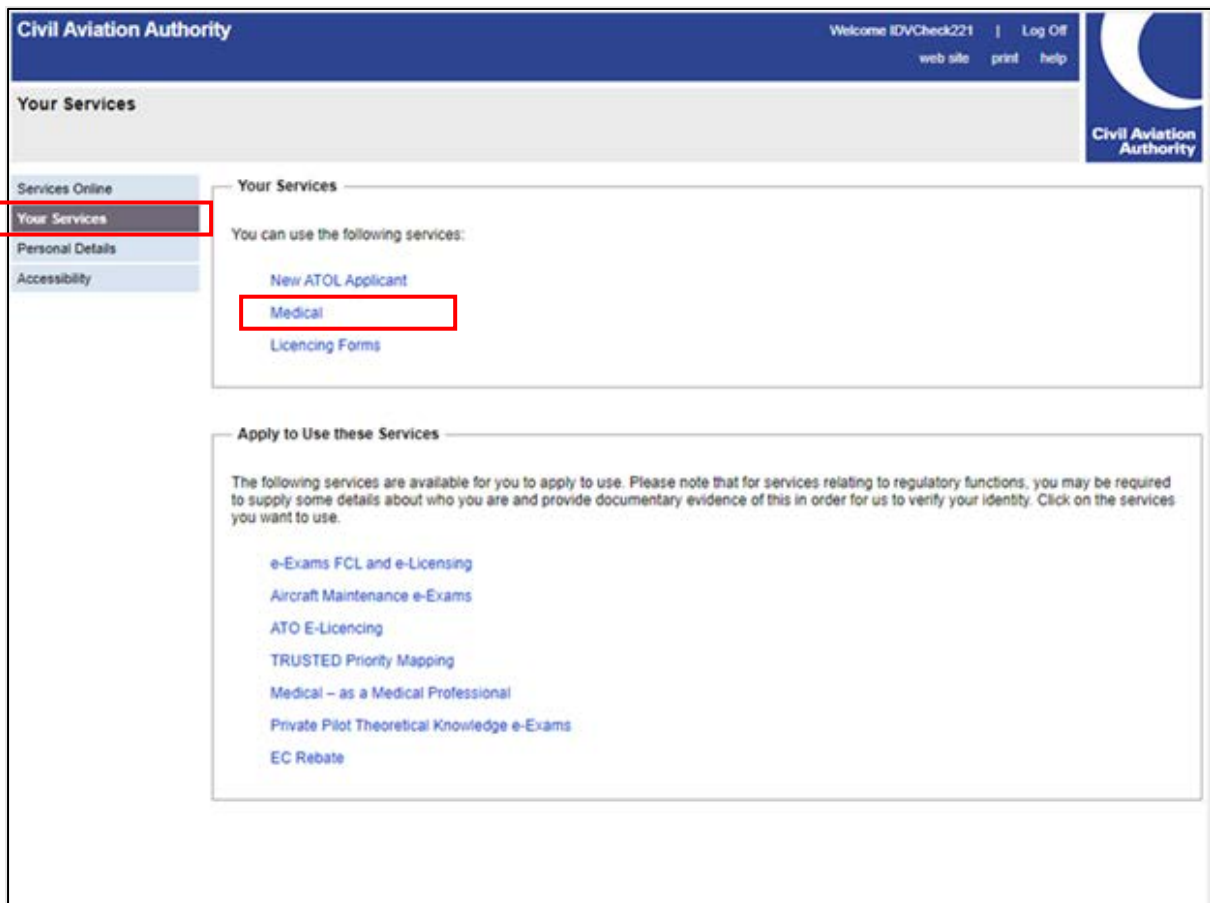 Civil Aviation Authority
Welcome IDVCheck221 | Log Off
web site print help
Your Services
Civil Aviation
Authority
Services Online
Your Services
Personal Details
Accessibility
Your Services
You can use the following services:
New ATOL Applicant
Medical
Licencing Forms
Apply to Use these Services
The following services are available for you to apply to use. Please note that for services relating to regulatory functions, you may be required
to supply some details about who you are and provide documentary evidence of this in order for us to verify your identity. Click on the services
you want to use.
e-Exams FCL and e-Licensing
Aircraft Maintenance e-Exams
ATO E-Licencing
TRUSTED Priority Mapping
Medical – as a Medical Professional
Private Pilot Theoretical Knowledge e-Exams
EC Rebate